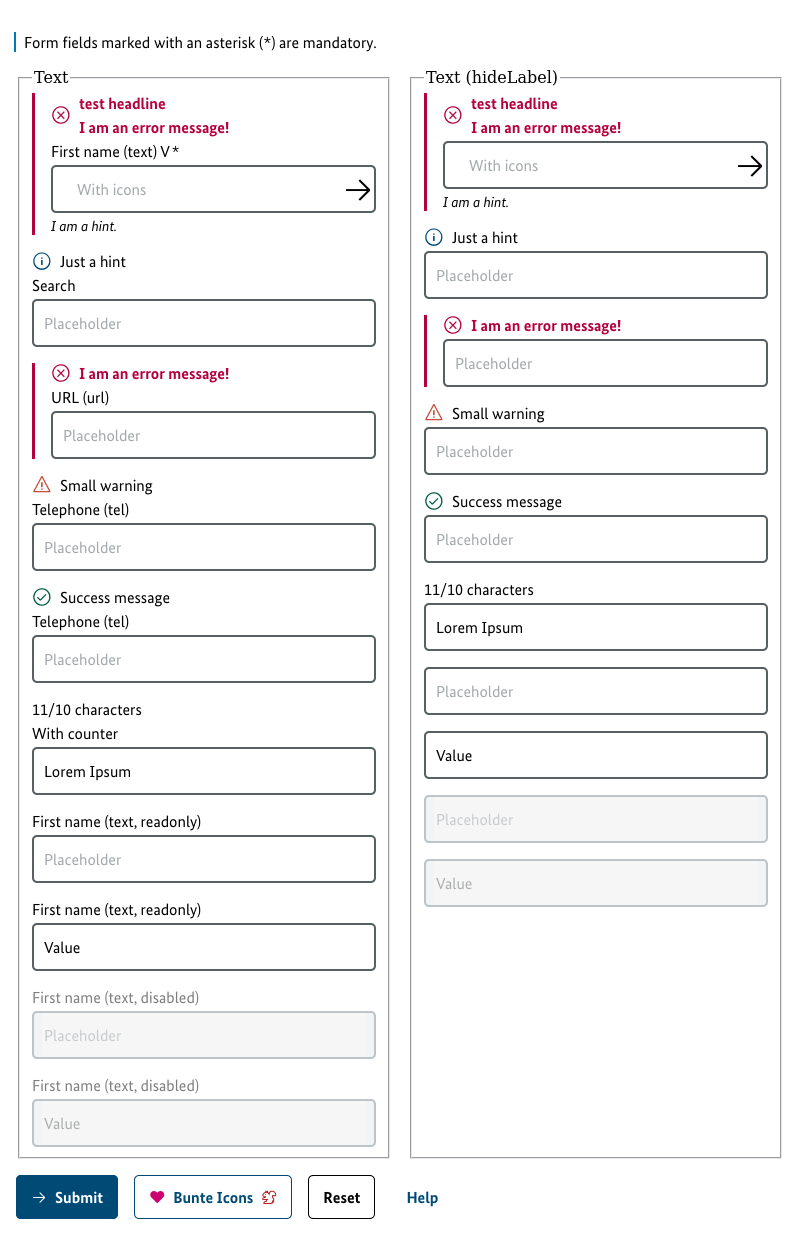 Form fields marked with an asterisk (*) are mandatory.
Text
test headline
I am an error message!
First name (text) V *
With icons
I am a hint.
Just a hint
Search
Placeholder
I am an error message!
URL (url)
Placeholder
Small warning
Telephone (tel)
Placeholder
Success message
Telephone (tel)
Placeholder
11/10 characters
With counter
Lorem Ipsum
First name (text, readonly)
Placeholder
First name (text, readonly)
Value
First name (text, disabled)
Placeholder
First name (text, disabled)
Value
Text (hideLabel)
test headline
I am an error message!
With icons
I am a hint.
Just a hint
Placeholder
I am an error message!
Placeholder
Small warning
Placeholder
Success message
Placeholder
11/10 characters
Lorem Ipsum
Placeholder
Value
Placeholder
Value
Submit
Bunte Icons
Reset
Help